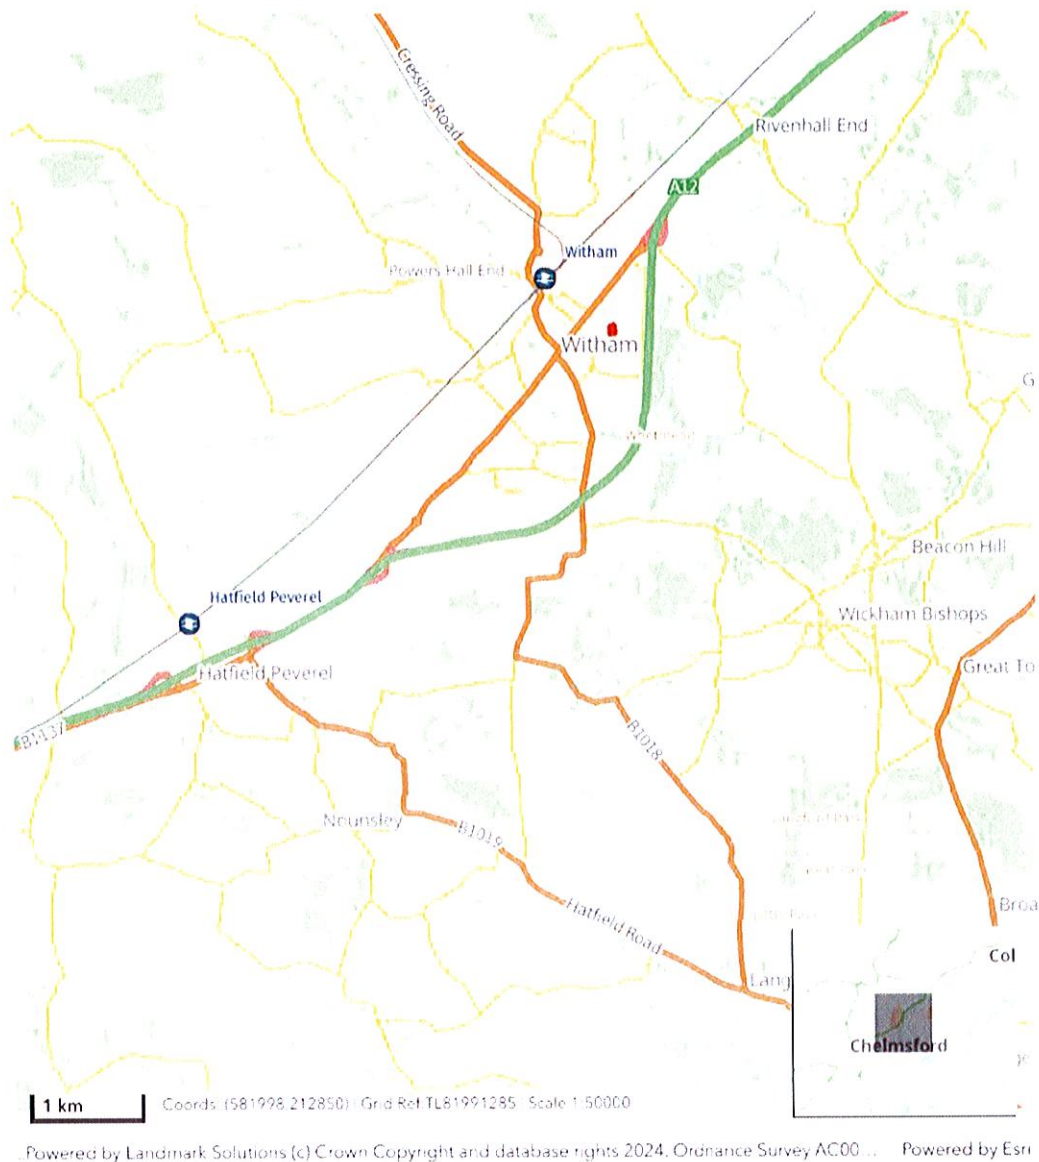 Cressing Road
Rivenhall End
A12
Witham
Powers Hall End
Witham
G
Beacon Hill
Hatfield Peverel
Wickham Bishops
Great To
Hatfield Peverel
B1137
B1018
Nounsley
B1019
Hatfield Road
Broa
Lang
Col
Chelmsford
1 km
Coords: (581998 212850) Grid Ref: TL81991285 Scale 1:50000
Powered by Landmark Solutions (c) Crown Copyright and database rights 2024. Ordnance Survey AC00 ...
Powered by Esri